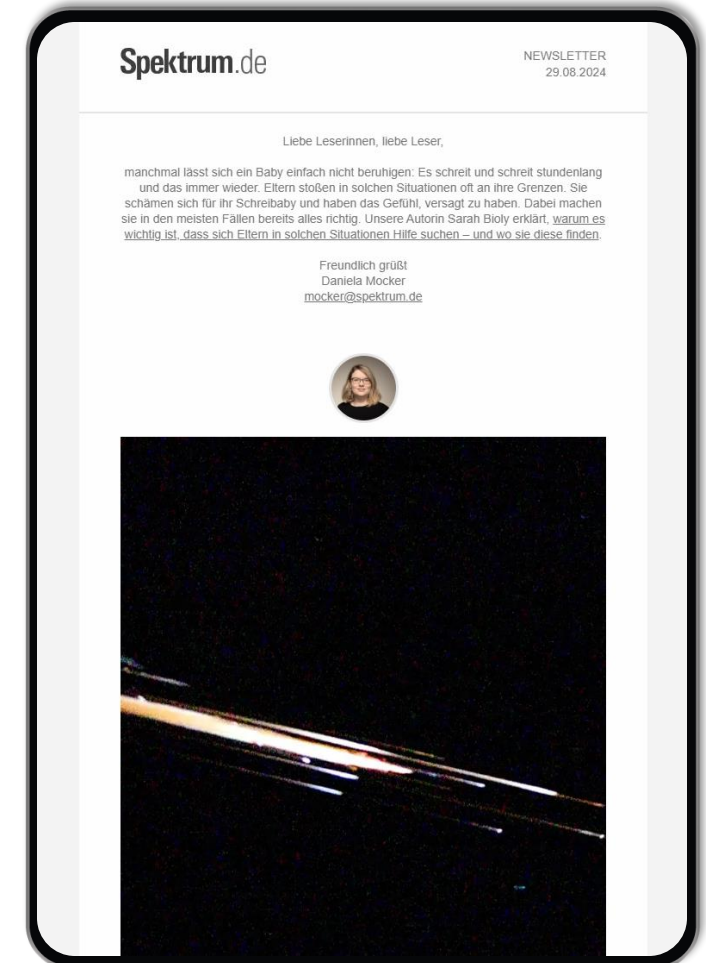 Spektrum.de
NEWSLETTER
29.08.2024
Liebe Leserinnen, liebe Leser,
manchmal lässt sich ein Baby einfach nicht beruhigen: Es schreit und schreit stundenlang
und das immer wieder. Eltern stoßen in solchen Situationen oft an ihre Grenzen. Sie
schämen sich für ihr Schreibaby und haben das Gefühl, versagt zu haben. Dabei machen
sie in den meisten Fällen bereits alles richtig. Unsere Autorin Sarah Bioly erklärt, warum es
wichtig ist, dass sich Eltern in solchen Situationen Hilfe suchen – und wo sie diese finden.
Freundlich grüßt
Daniela Mocker
mocker@spektrum.de